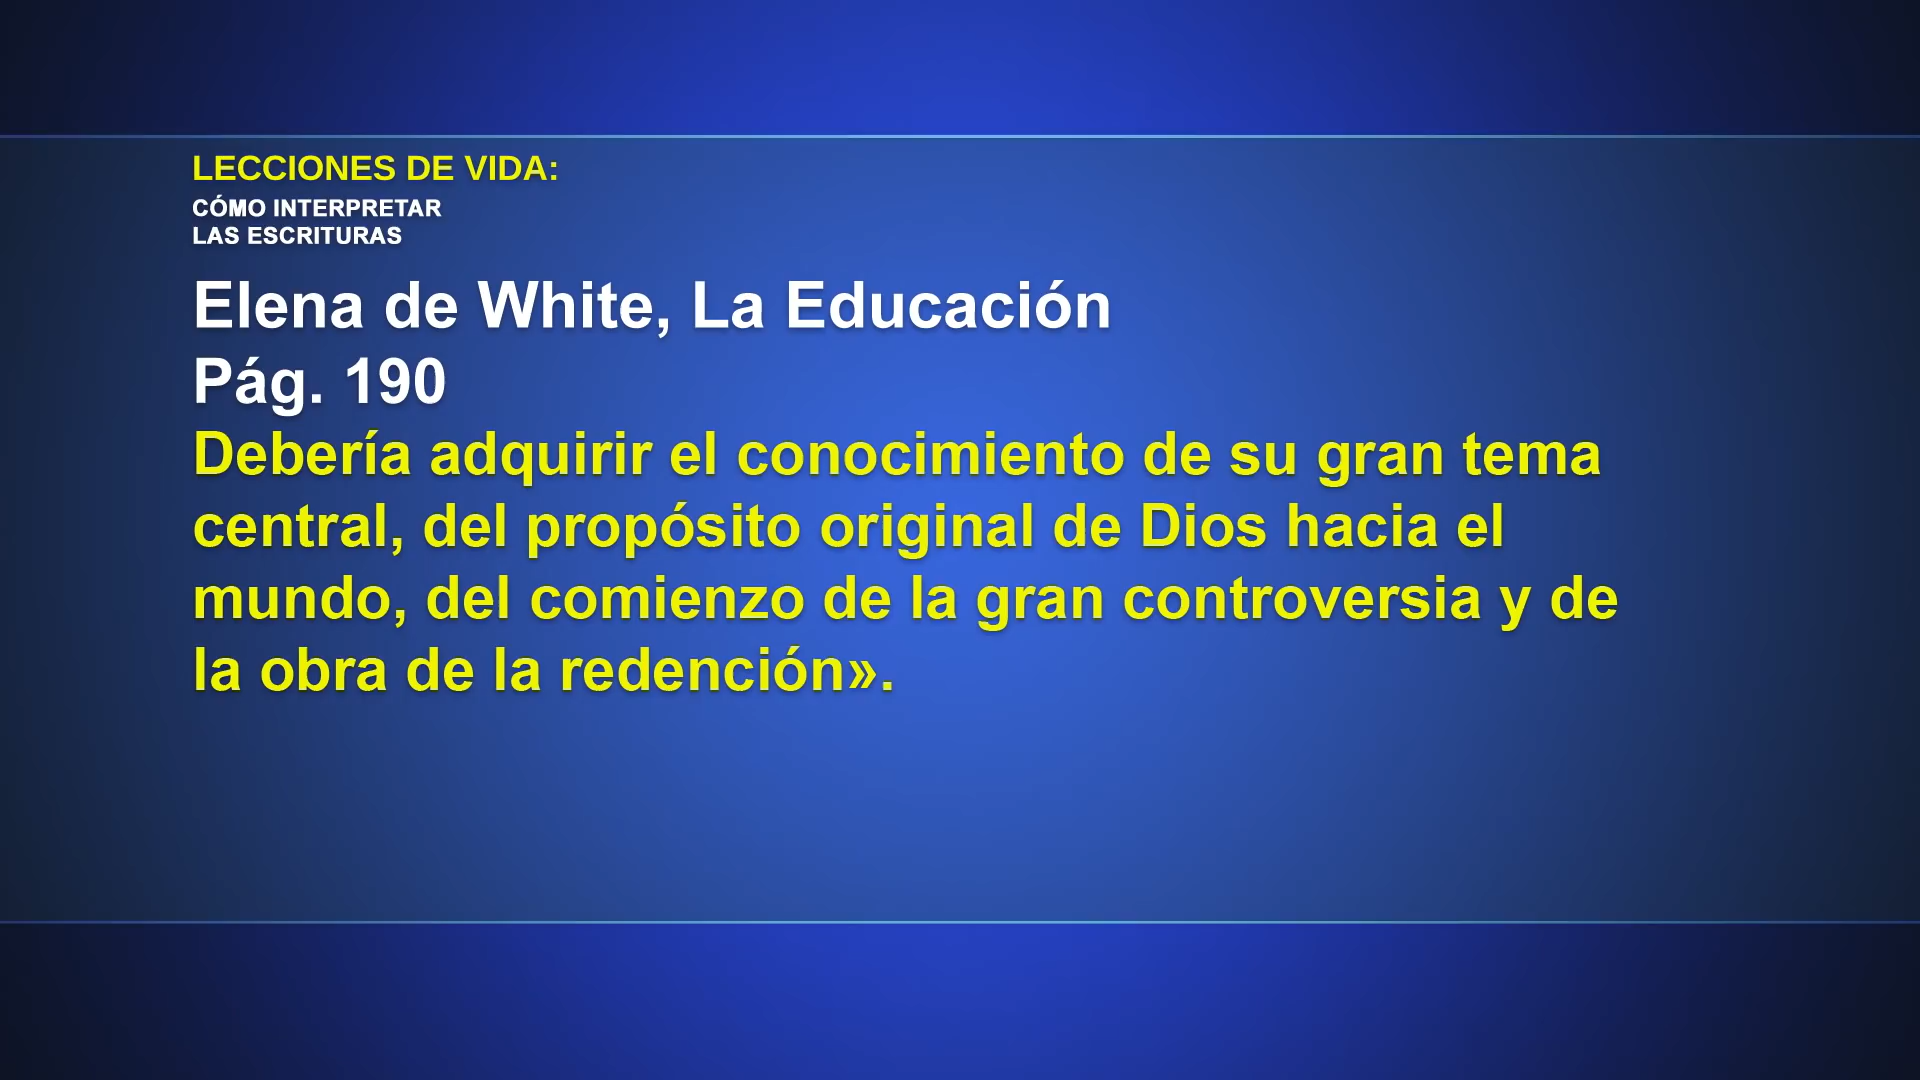 LECCIONES DE VIDA:
CÓMO INTERPRETAR
LAS ESCRITURAS
Elena de White, La Educación
Pág. 190
Debería adquirir el conocimiento de su gran tema
central, del propósito original de Dios hacia el
mundo, del comienzo de la gran controversia y de
la obra de la redención».